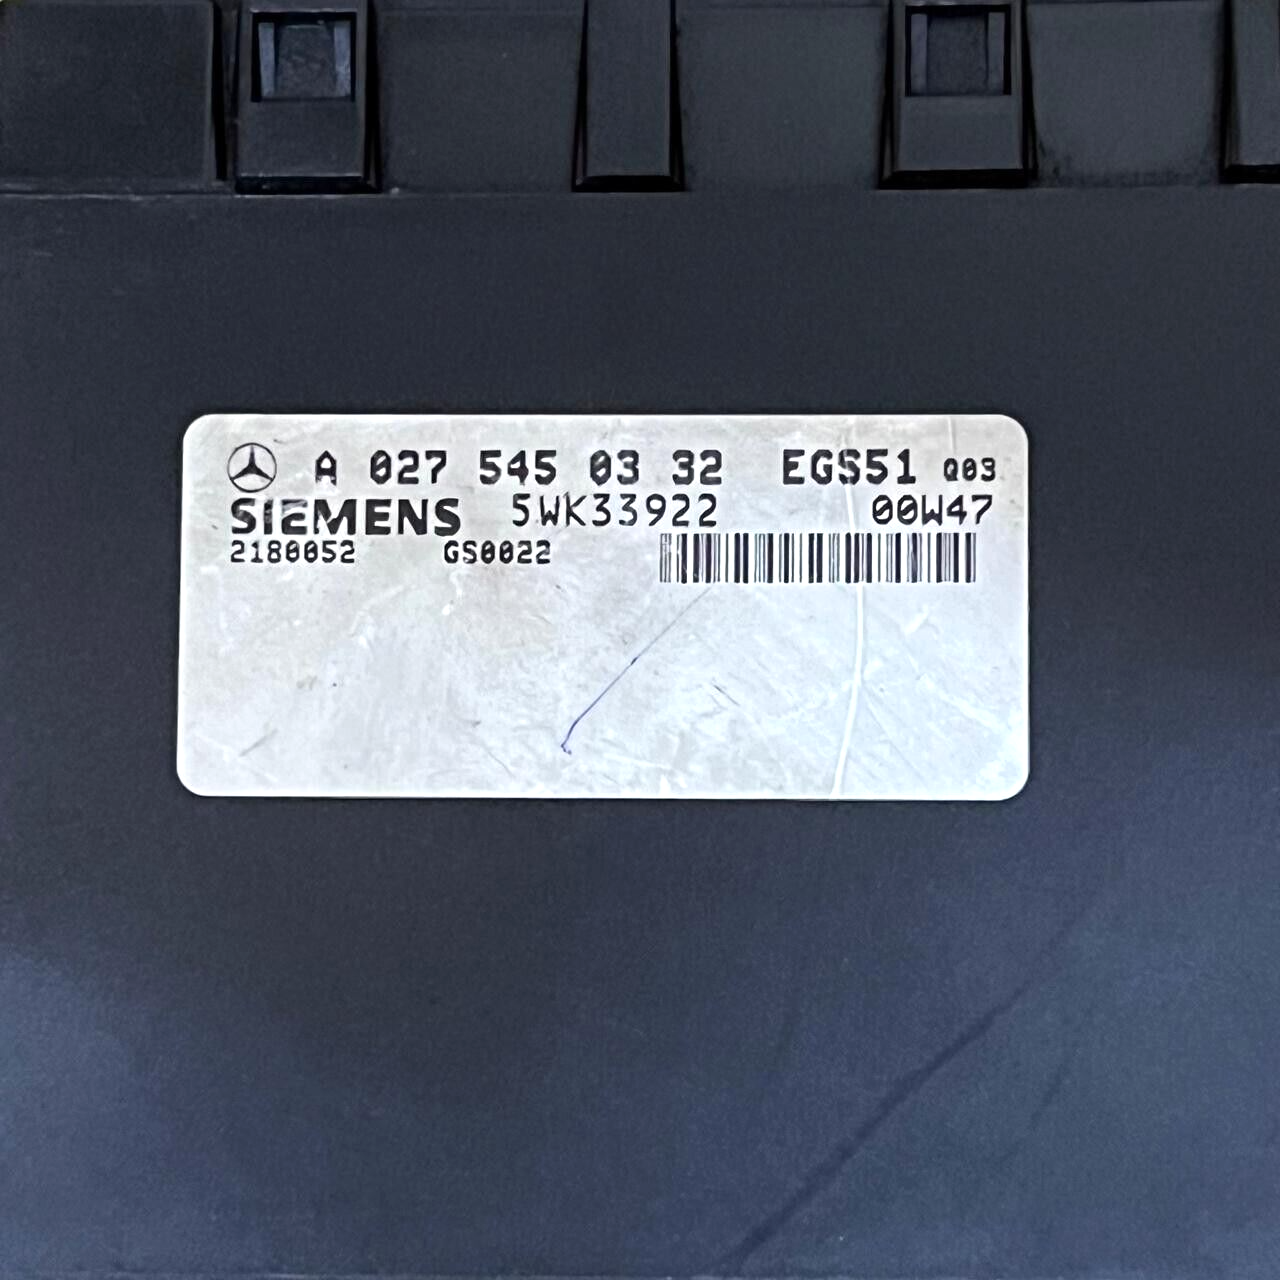 A 027 545 03 32 EGS51 Q03
SIEMENS 5WK33922 00W47
2180052 GS0022